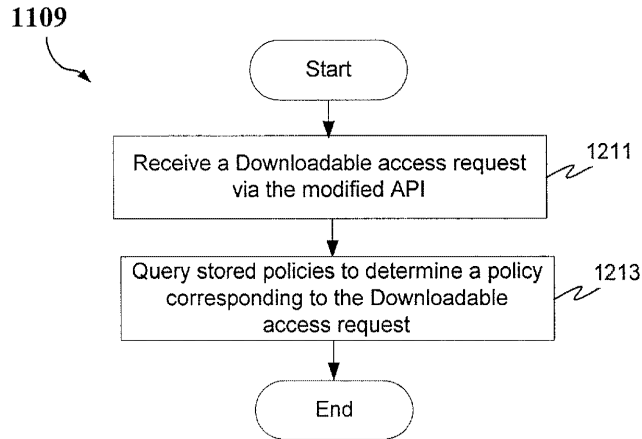 1109
Start
Receive a Downloadable access request
via the modified API
1211
Query stored policies to determine a policy
corresponding to the Downloadable
access request
1213
End